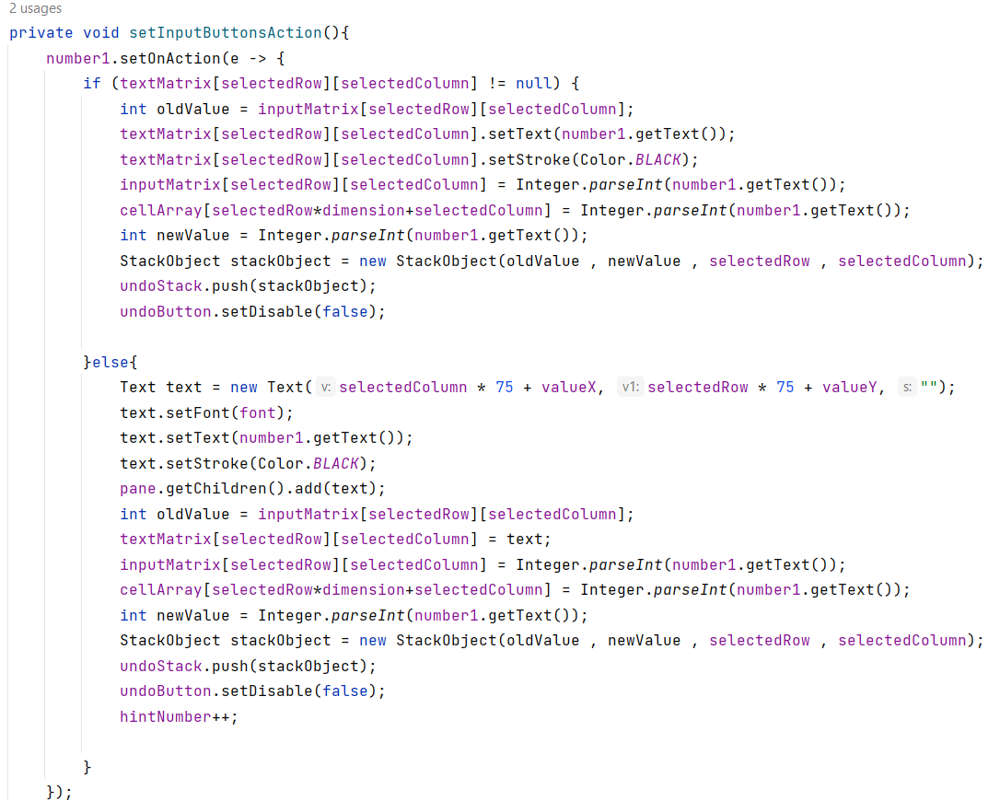 2 usages
private void setInputButtonsAction(){
    number1.setOnAction(e -> {
        if (textMatrix[selectedRow][selectedColumn] != null) {
            int oldValue = inputMatrix[selectedRow][selectedColumn];
            textMatrix[selectedRow][selectedColumn].setText(number1.getText());
            textMatrix[selectedRow][selectedColumn].setStroke(Color.BLACK);
            inputMatrix[selectedRow][selectedColumn] = Integer.parseInt(number1.getText());
            cellArray[selectedRow*dimension+selectedColumn] = Integer.parseInt(number1.getText());
            int newValue = Integer.parseInt(number1.getText());
            StackObject stackObject = new StackObject(oldValue , newValue , selectedRow , selectedColumn);
            undoStack.push(stackObject);
            undoButton.setDisable(false);

        }else{
            Text text = new Text( v: selectedColumn * 75 + valueX, v1: selectedRow * 75 + valueY, s: "");
            text.setFont(font);
            text.setText(number1.getText());
            text.setStroke(Color.BLACK);
            pane.getChildren().add(text);
            int oldValue = inputMatrix[selectedRow][selectedColumn];
            textMatrix[selectedRow][selectedColumn] = text;
            inputMatrix[selectedRow][selectedColumn] = Integer.parseInt(number1.getText());
            cellArray[selectedRow*dimension+selectedColumn] = Integer.parseInt(number1.getText());
            int newValue = Integer.parseInt(number1.getText());
            StackObject stackObject = new StackObject(oldValue , newValue , selectedRow , selectedColumn);
            undoStack.push(stackObject);
            undoButton.setDisable(false);
            hintNumber++;

        }
    });